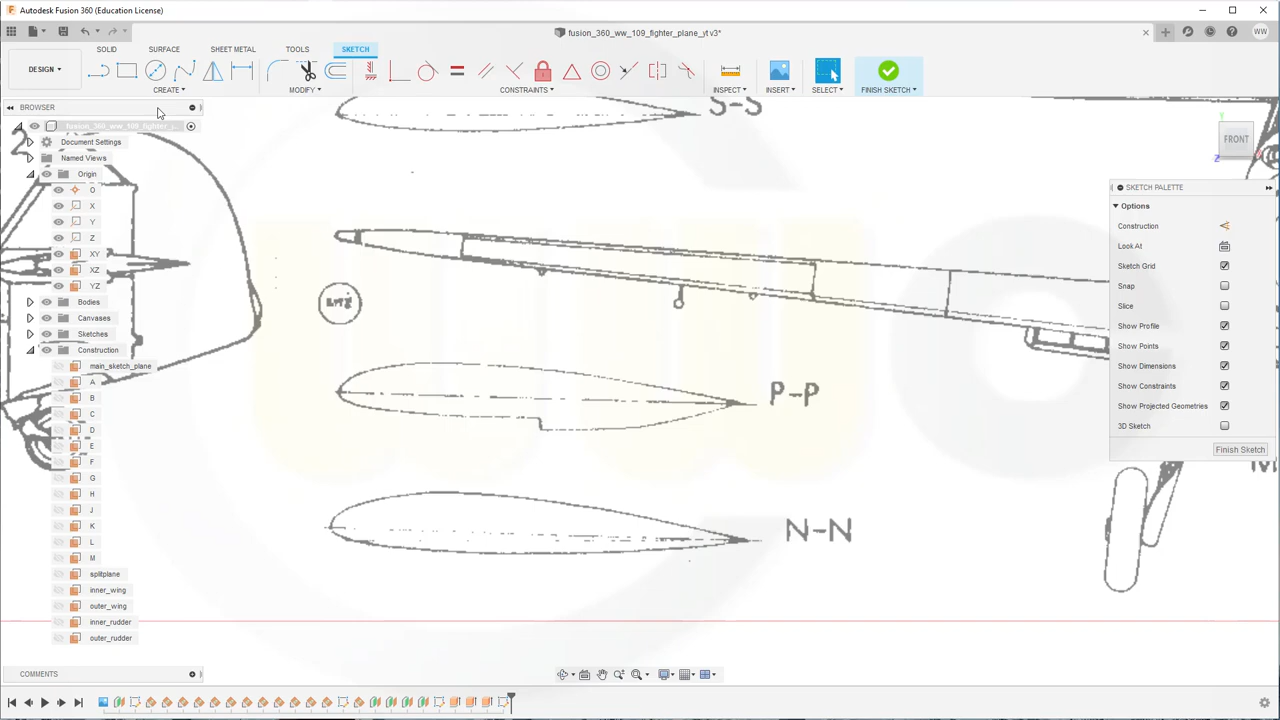 Autodesk Fusion 360 (Education License)
fusion_360_ww_109_fighter_plane_ytv3*
WW
SOLID SURFACE SHEET METAL TOOLS SKETCH
DESIGN
CREATE MODIFY CONSTRAINTS INSPECT INSERT SELECT FINISH SKETCH
BROWSER
fusion_360_ww_109_fighter_j...
Document Settings
Named Views
Origin
O
X
Y
Z
XY
XZ
YZ
Bodies
Canvases
Sketches
Construction
main_sketch_plane
A
B
C
D
E
F
G
H
J
K
L
M
splitplane
inner_wing
outer_wing
inner_rudder
outer_rudder
COMMENTS
S-S
P-P
N-N
FRONT
Y
Z
SKETCH PALETTE
Options
Construction
Look At
Sketch Grid
Snap
Slice
Show Profile
Show Points
Show Dimensions
Show Constraints
Show Projected Geometries
3D Sketch
Finish Sketch